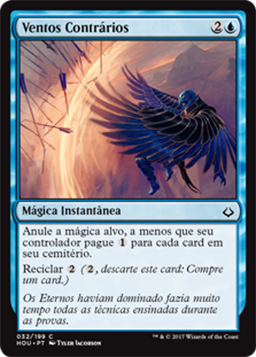 Ventos Contrários 2
Mágica Instantânea
Anule a mágica alvo, a menos que seu
controlador pague 1 para cada card em
seu cemitério.
Reciclar 2 (2, descarte este card: Compre
um card.)
Os Eternos haviam dominado fazia muito
tempo todas as técnicas ensinadas durante
as provas.
032/199 C
HOU • PT Tyler Jacobson
™ & © 2017 Wizards of the Coast